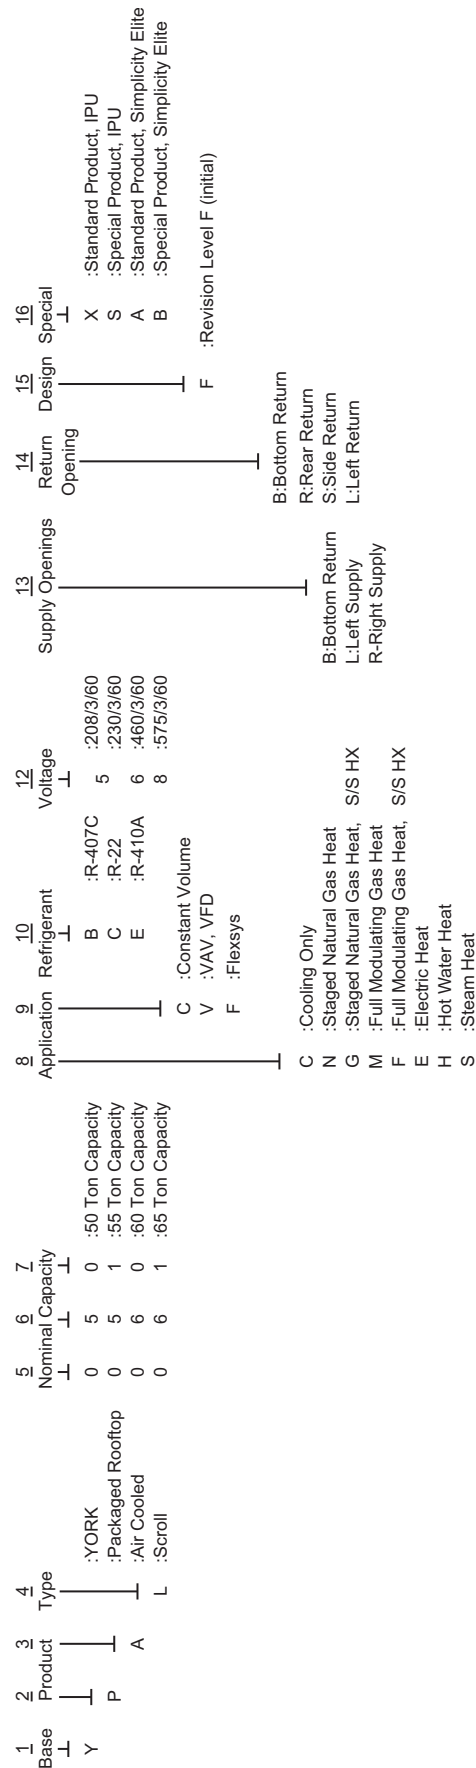 1 2 3 4
Base Product Type
Y :YORK
P :Packaged Rooftop
A :Air Cooled
L :Scroll
5 6 7
Nominal Capacity
0 5 0 :50 Ton Capacity
0 5 1 :55 Ton Capacity
0 6 0 :60 Ton Capacity
0 6 1 :65 Ton Capacity
8 9
Application
C :Constant Volume
V :VAV, VFD
F :Flexsys
C :Cooling Only
N :Staged Natural Gas Heat
G :Staged Natural Gas Heat, S/S HX
M :Full Modulating Gas Heat
F :Full Modulating Gas Heat, S/S HX
E :Electric Heat
H :Hot Water Heat
S :Steam Heat
10
Refrigerant
B :R-407C
C :R-22
E :R-410A
12
Voltage
:208/3/60
5
:230/3/60
6 :460/3/60
8 :575/3/60
13
Supply Openings
B:Bottom Return
L:Left Supply
R-Right Supply
14
Return
Opening
B:Bottom Return
R:Rear Return
S:Side Return
L:Left Return
15
Design
F :Revision Level F (initial)
16
Special
X :Standard Product, IPU
S :Special Product, IPU
A :Standard Product, Simplicity Elite
B :Special Product, Simplicity Elite